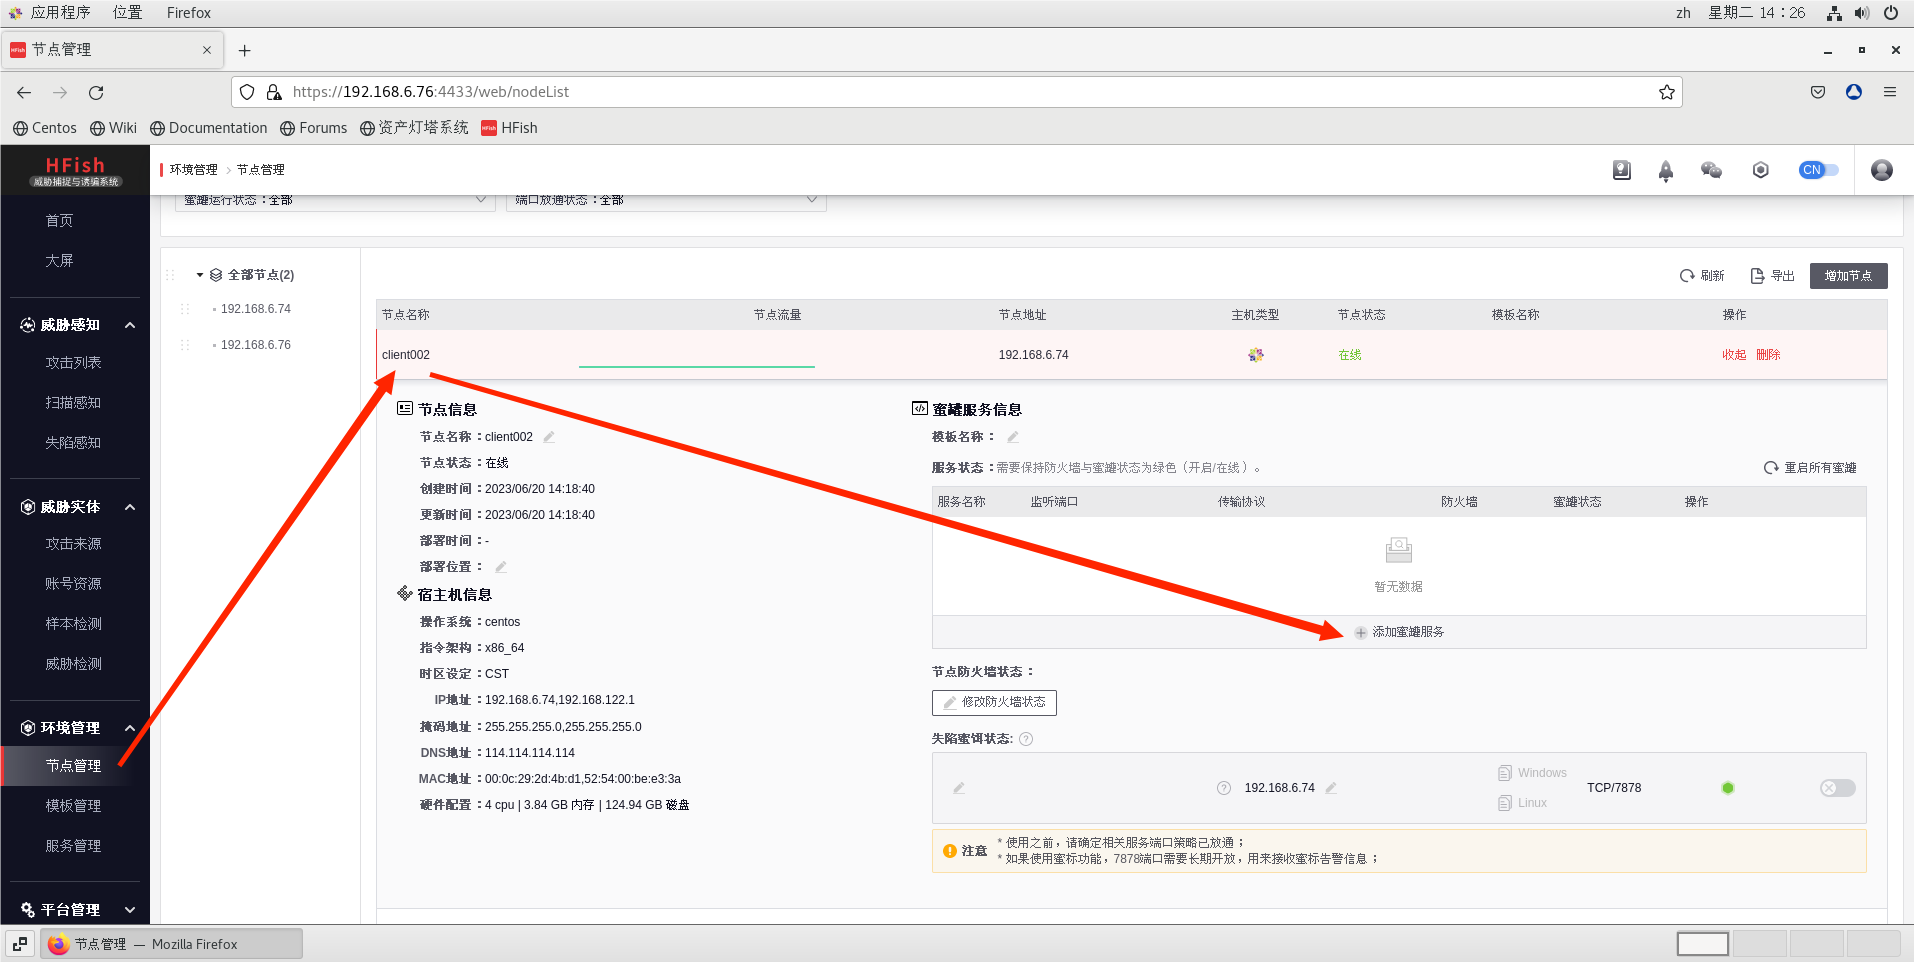 应用程序 位置 Firefox zh 星期二 14：26
节点管理
https://192.168.6.76:4433/web/nodeList
Centos Wiki Documentation Forums 资产灯塔系统 HFish HFish
HFish
威胁捕捉与诱骗系统
环境管理 > 节点管理 CN
蜜罐运行状态：全部 端口放通状态：全部
首页
大屏
威胁感知
攻击列表
扫描感知
失陷感知
威胁实体
攻击来源
账号资源
样本检测
威胁检测
环境管理
节点管理
模板管理
服务管理
平台管理
全部节点(2)
192.168.6.74
192.168.6.76
刷新 导出 增加节点
节点名称 节点流量 节点地址 主机类型 节点状态 模板名称 操作
client002 192.168.6.74 在线 收起 删除
节点信息
节点名称：client002
节点状态：在线
创建时间：2023/06/20 14:18:40
更新时间：2023/06/20 14:18:40
部署时间：-
部署位置：
宿主机信息
操作系统：centos
指令架构：x86_64
时区设定：CST
IP地址：192.168.6.74,192.168.122.1
掩码地址：255.255.255.0,255.255.255.0
DNS地址：114.114.114.114
MAC地址：00:0c:29:2d:4b:d1,52:54:00:be:e3:3a
硬件配置：4 cpu | 3.84 GB 内存 | 124.94 GB 磁盘
蜜罐服务信息
模板名称：
服务状态：需要保持防火墙与蜜罐状态为绿色（开启/在线）。 重启所有蜜罐
服务名称 监听端口 传输协议 防火墙 蜜罐状态 操作
暂无数据
添加蜜罐服务
节点防火墙状态：
修改防火墙状态
失陷蜜饵状态:
192.168.6.74 Windows Linux TCP/7878
注意
* 使用之前，请确定相关服务端口策略已放通；
* 如果使用蜜标功能，7878端口需要长期开放，用来接收蜜标告警信息；
节点管理 — Mozilla Firefox